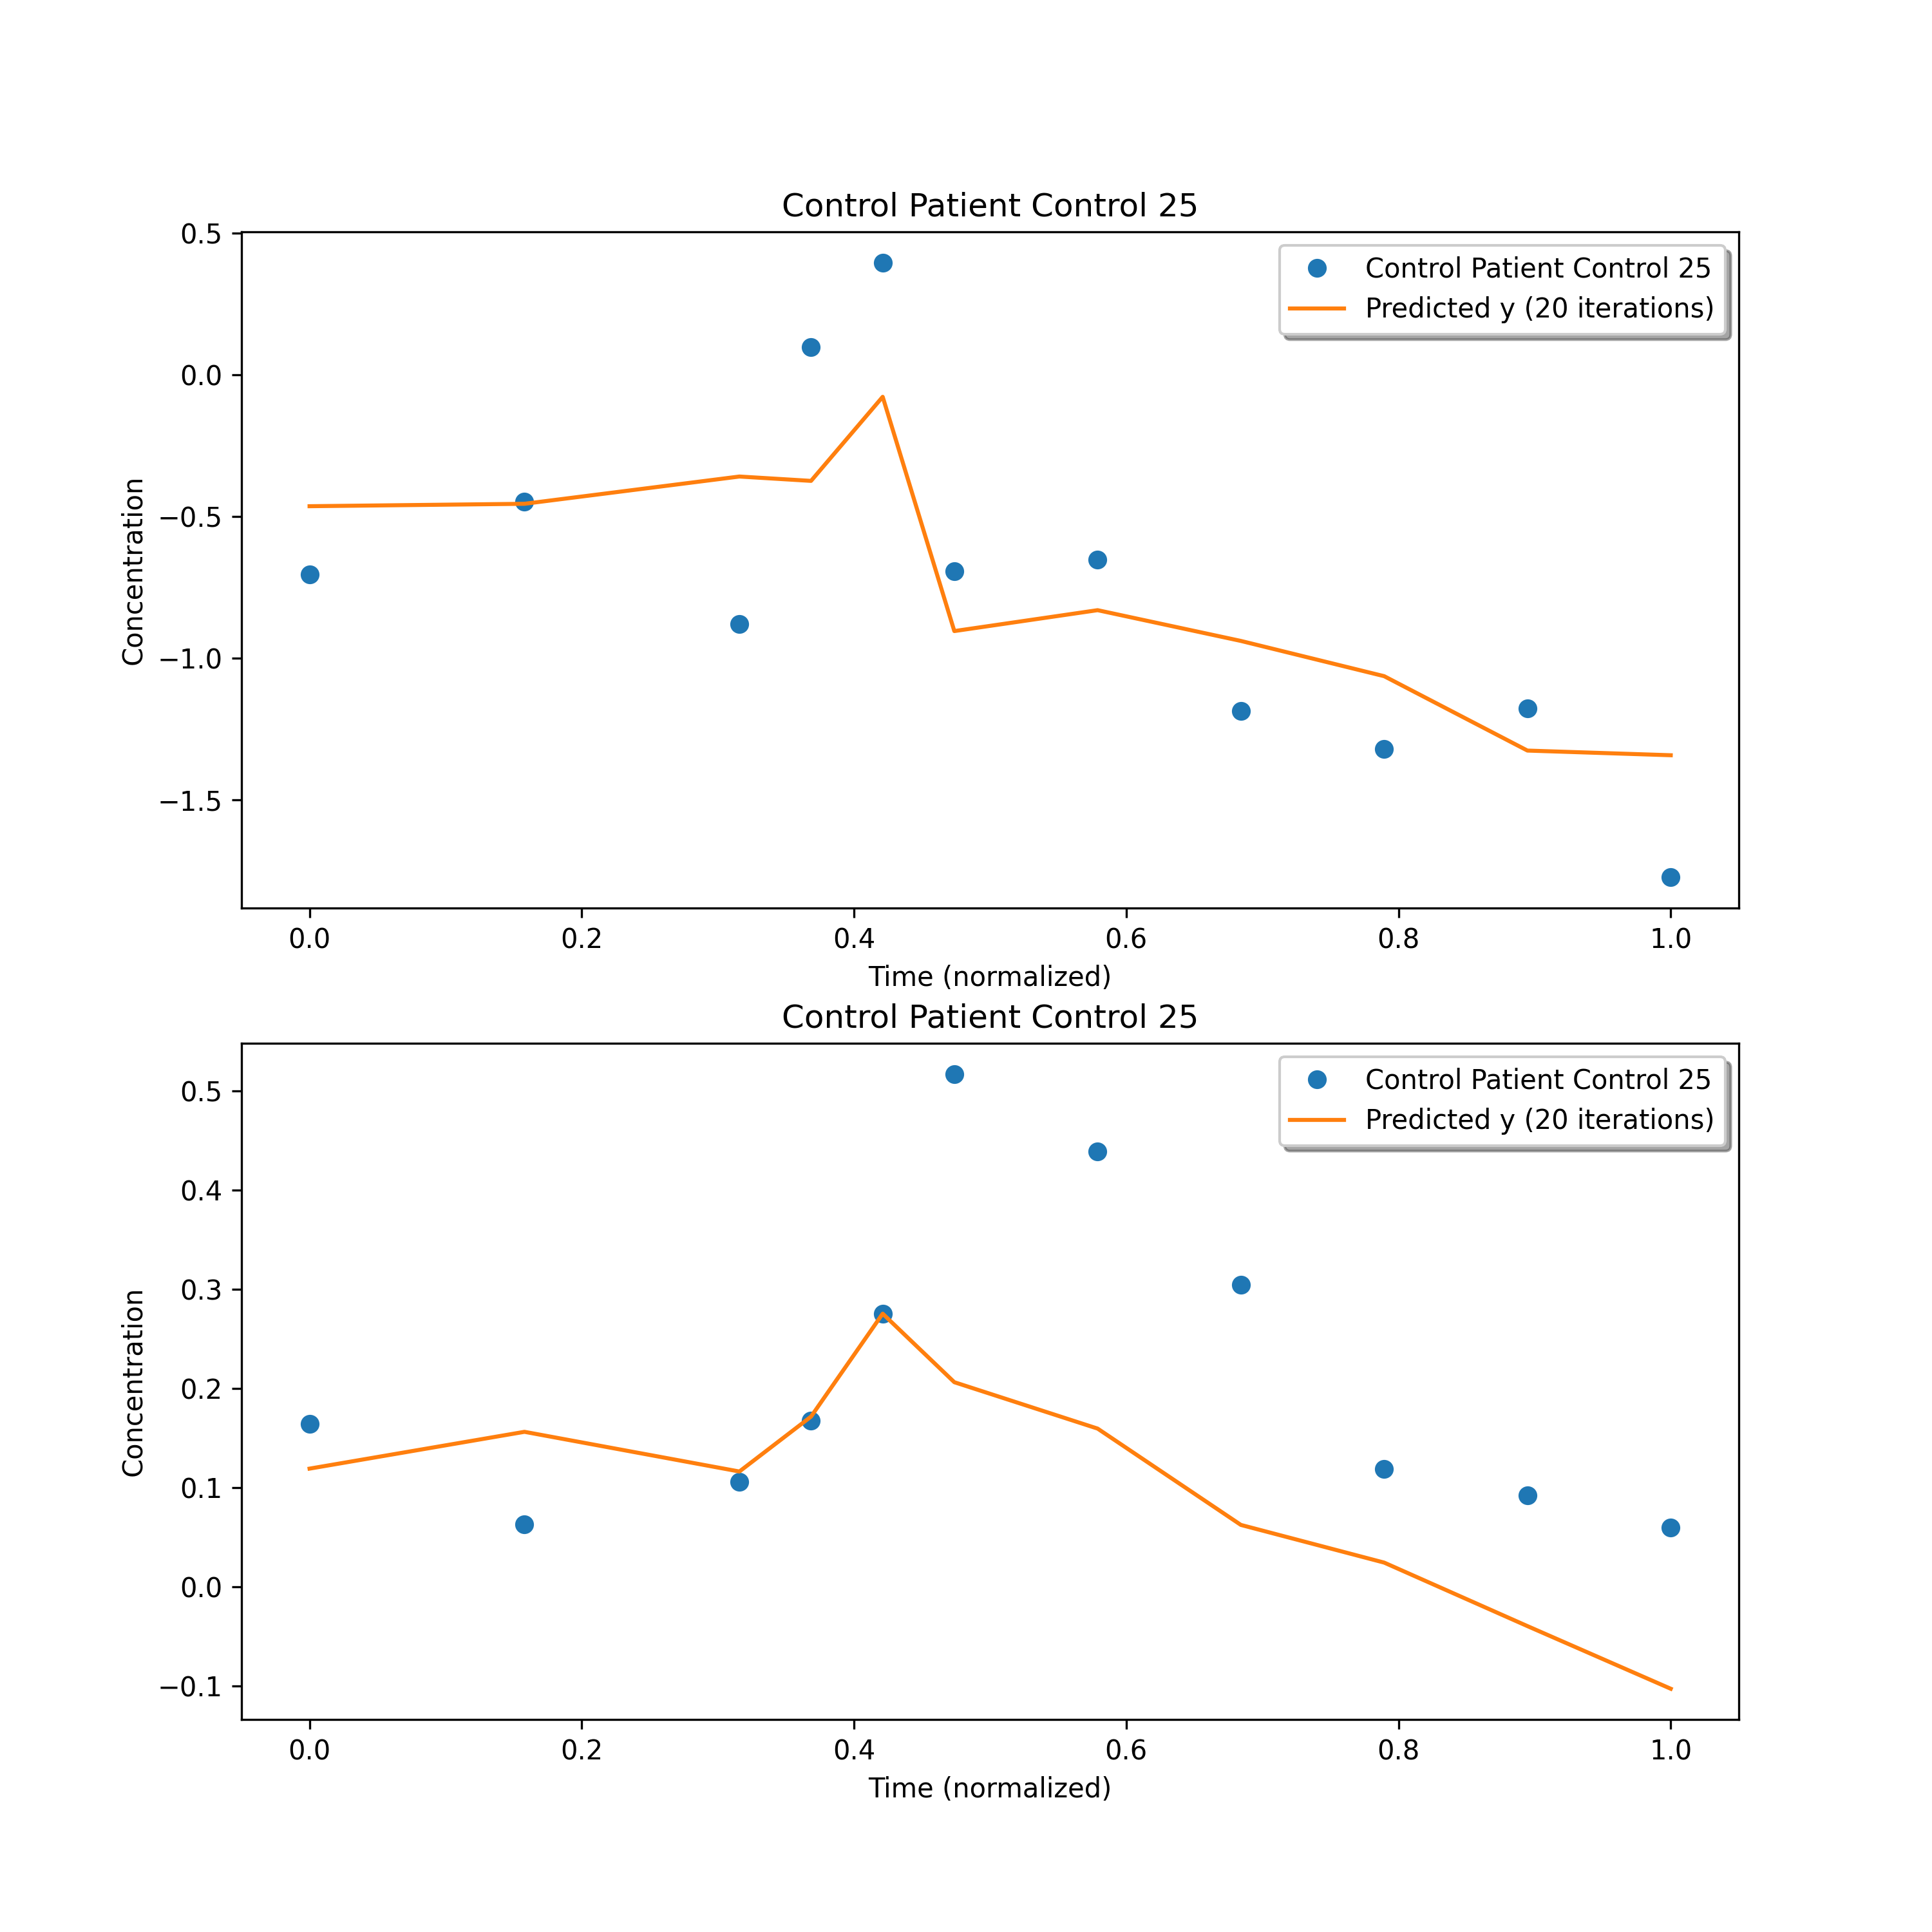 Control Patient Control 25
0.5
0.0
−0.5
−1.0
−1.5
Concentration
Control Patient Control 25
Predicted y (20 iterations)
0.0 0.2 0.4 0.6 0.8 1.0
Time (normalized)
Control Patient Control 25
0.5
0.4
0.3
0.2
0.1
0.0
−0.1
Concentration
Control Patient Control 25
Predicted y (20 iterations)
0.0 0.2 0.4 0.6 0.8 1.0
Time (normalized)